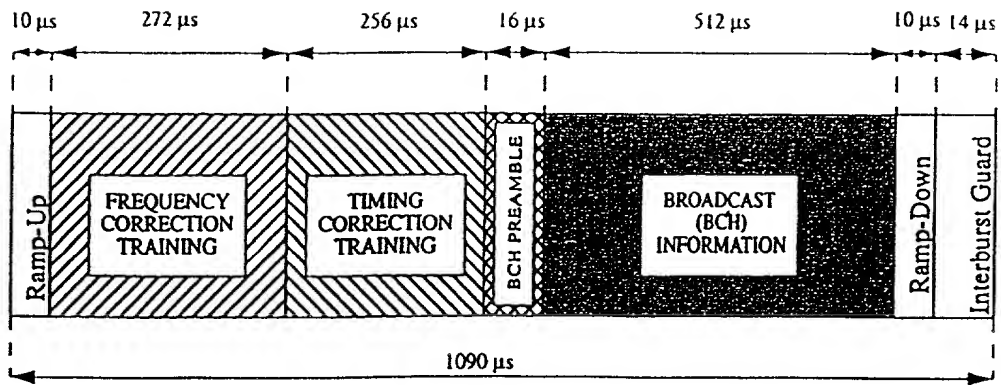 10 μs 272 μs 256 μs 16 μs 512 μs 10 μs 14 μs
Ramp-Up
FREQUENCY
CORRECTION
TRAINING
TIMING
CORRECTION
TRAINING
BCH PREAMBLE
BROADCAST
(BCH)
INFORMATION
Ramp-Down
Interburst Guard
1090 μs